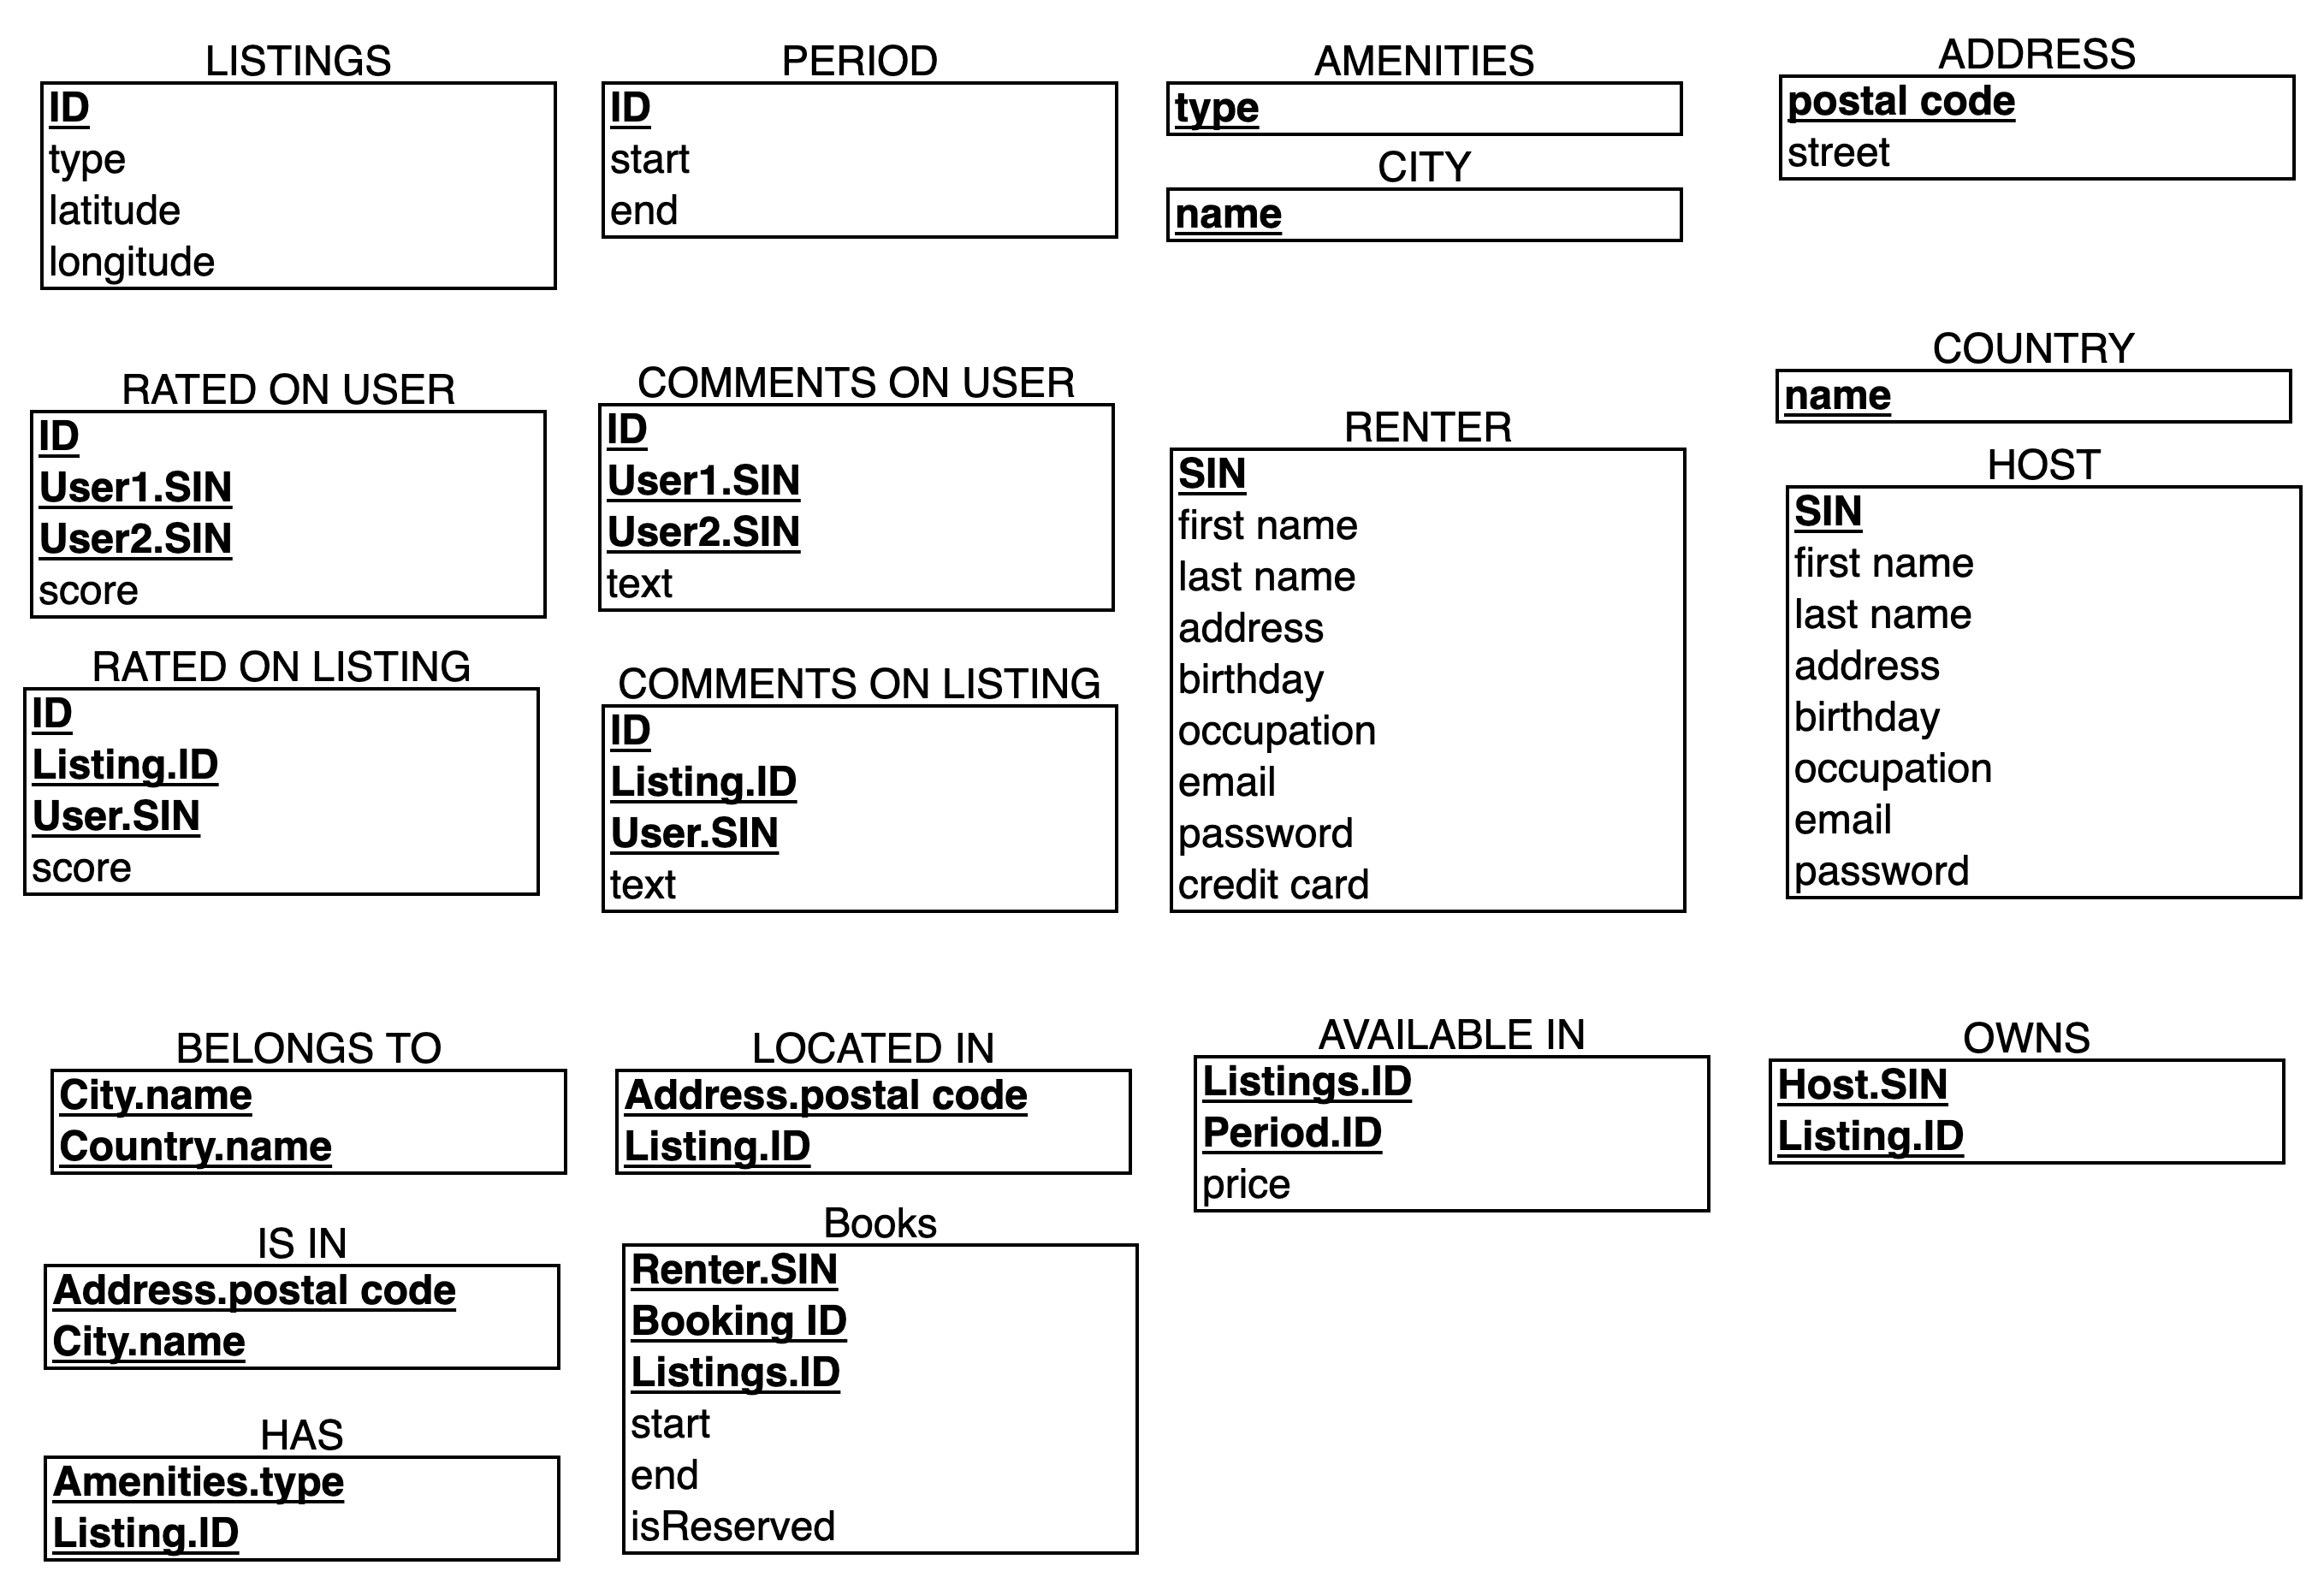 LISTINGS
ID
type
latitude
longitude
PERIOD
ID
start
end
AMENITIES
type
CITY
name
ADDRESS
postal code
street
RATED ON USER
ID
User1.SIN
User2.SIN
score
RATED ON LISTING
ID
Listing.ID
User.SIN
score
COMMENTS ON USER
ID
User1.SIN
User2.SIN
text
COMMENTS ON LISTING
ID
Listing.ID
User.SIN
text
RENTER
SIN
first name
last name
address
birthday
occupation
email
password
credit card
COUNTRY
name
HOST
SIN
first name
last name
address
birthday
occupation
email
password
BELONGS TO
City.name
Country.name
IS IN
Address.postal code
City.name
HAS
Amenities.type
Listing.ID
LOCATED IN
Address.postal code
Listing.ID
Books
Renter.SIN
Booking ID
Listings.ID
start
end
isReserved
AVAILABLE IN
Listings.ID
Period.ID
price
OWNS
Host.SIN
Listing.ID